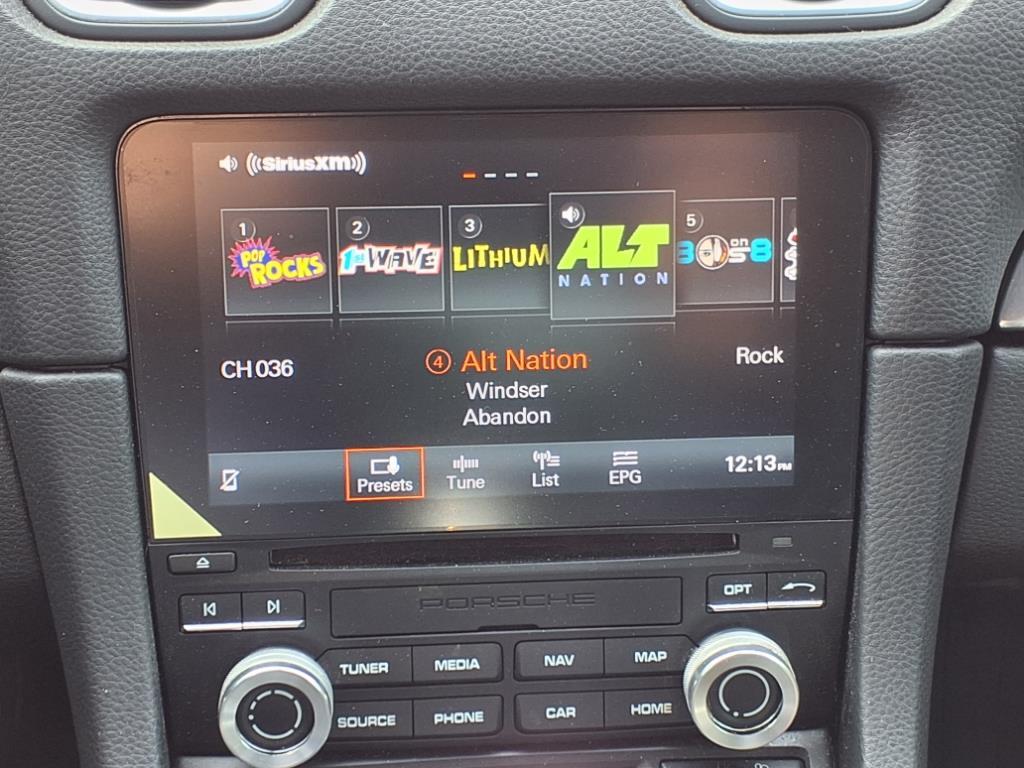 ((SiriusXM))
1 2 3 5
POP ROCKS 1st WAVE LiTHiUM ALT NATION 80s on 8
CH 036 4 Alt Nation Rock
Windser
Abandon
Presets Tune List EPG 12:13 PM
PORSCHE OPT
TUNER MEDIA NAV MAP
SOURCE PHONE CAR HOME